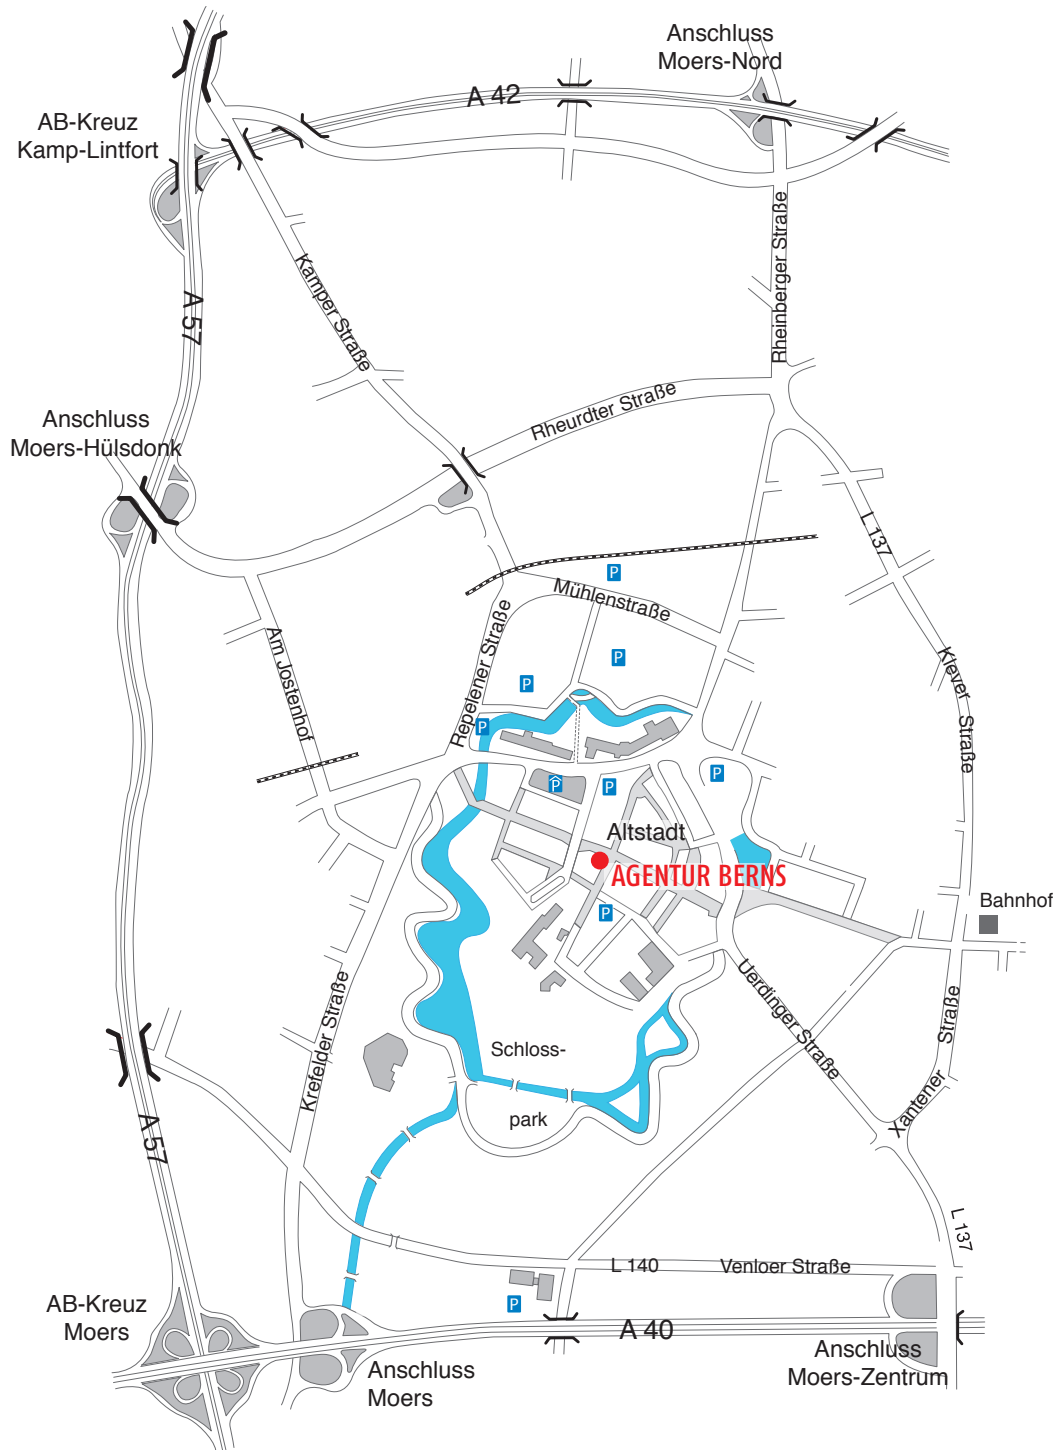 Anschluss
Moers-Nord
A 42
AB-Kreuz
Kamp-Lintfort
Rheinberger Straße
Kamper Straße
A 57
Rheurdter Straße
Anschluss
Moers-Hülsdonk
L 137
P
Mühlenstraße
Repelener Straße
Am Jostenhof
P
P
Klever Straße
P
P
P
P
Altstadt
AGENTUR BERNS
Bahnhof
P
Uerdinger Straße
Krefelder Straße
Straße
Xantener
Schloss-
park
A 57
L 137
L 140
Venloer Straße
AB-Kreuz
Moers
P
A 40
Anschluss
Moers-Zentrum
Anschluss
Moers